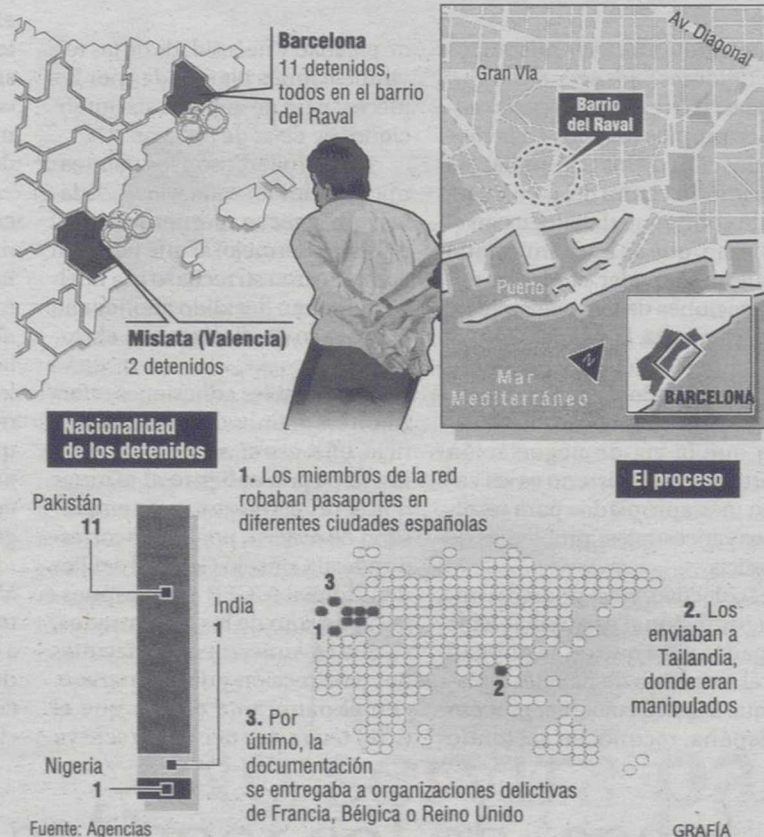 Barcelona
11 detenidos,
todos en el barrio
del Raval
Mislata (Valencia)
2 detenidos
Av. Diagonal
Gran Vía
Barrio
del Raval
Puerto
Mar
Mediterráneo
N
BARCELONA
Nacionalidad
de los detenidos
Pakistán
11
India
1
Nigeria
1
El proceso
1. Los miembros de la red
robaban pasaportes en
diferentes ciudades españolas
2. Los
enviaban a
Tailandia,
donde eran
manipulados
3. Por
último, la
documentación
se entregaba a organizaciones delictivas
de Francia, Bélgica o Reino Unido
3
1
2
Fuente: Agencias
GRAFÍA